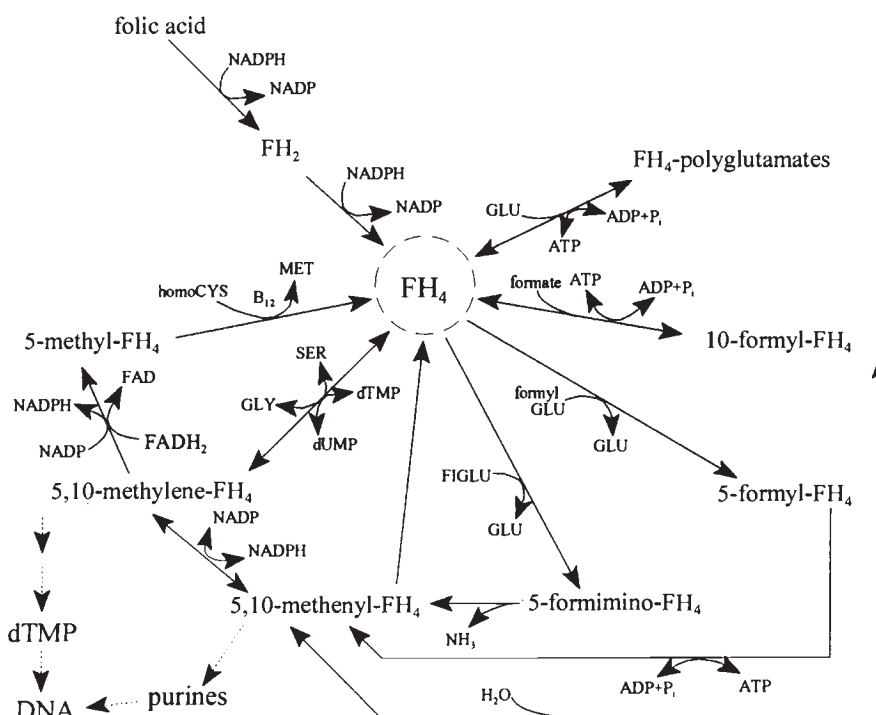 folic acid
NADPH
NADP
FH2
NADPH
NADP
FH4-polyglutamates
GLU
ADP+Pi
ATP
FH4
homoCYS
B12
MET
formate
ATP
ADP+Pi
5-methyl-FH4
10-formyl-FH4
SER
FAD
NADPH
GLY
dTMP
formyl
GLU
NADP
FADH2
dUMP
GLU
FIGLU
5,10-methylene-FH4
5-formyl-FH4
NADP
GLU
NADPH
5,10-methenyl-FH4
5-formimino-FH4
dTMP
NH3
ADP+Pi
ATP
DNA
purines
H2O